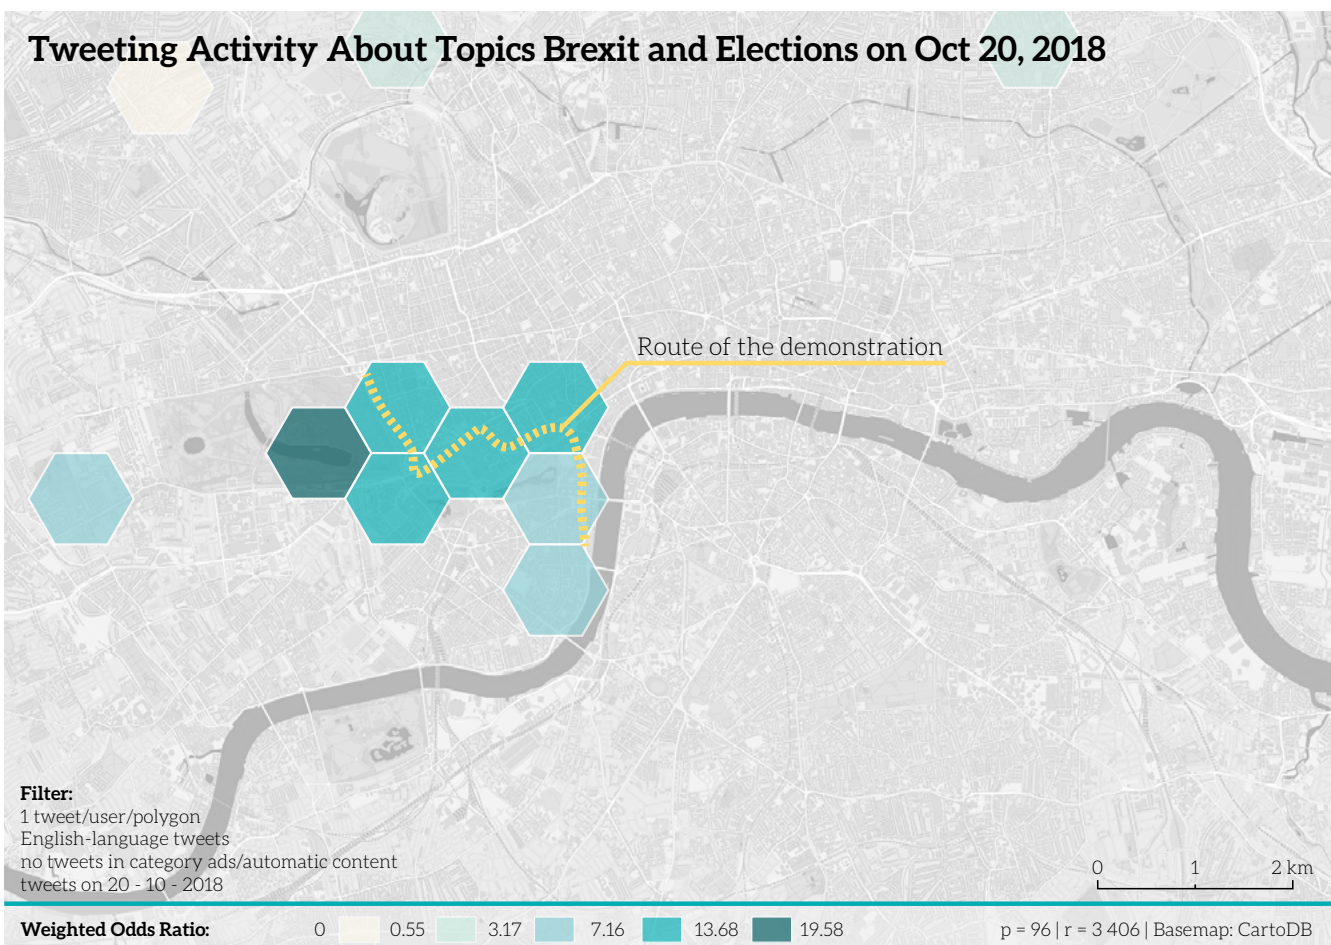 Tweeting Activity About Topics Brexit and Elections on Oct 20, 2018
Route of the demonstration
Filter:
1 tweet/user/polygon
English-language tweets
no tweets in category ads/automatic content
tweets on 20 - 10 - 2018
0 1 2 km
Weighted Odds Ratio: 0 0.55 3.17 7.16 13.68 19.58 p = 96 | r = 3 406 | Basemap: CartoDB